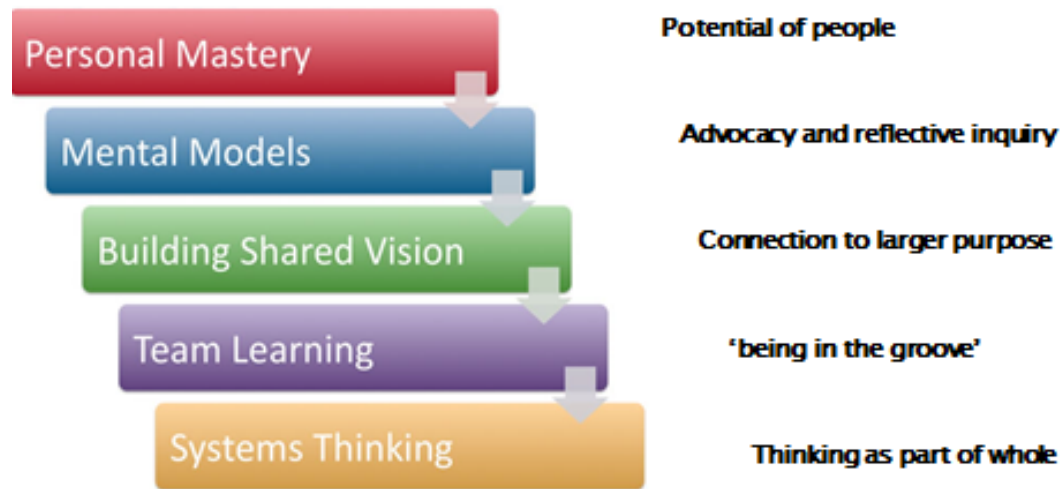 Personal Mastery
Potential of people
Mental Models
Advocacy and reflective inquiry
Building Shared Vision
Connection to larger purpose
Team Learning
‘being in the groove’
Systems Thinking
Thinking as part of whole